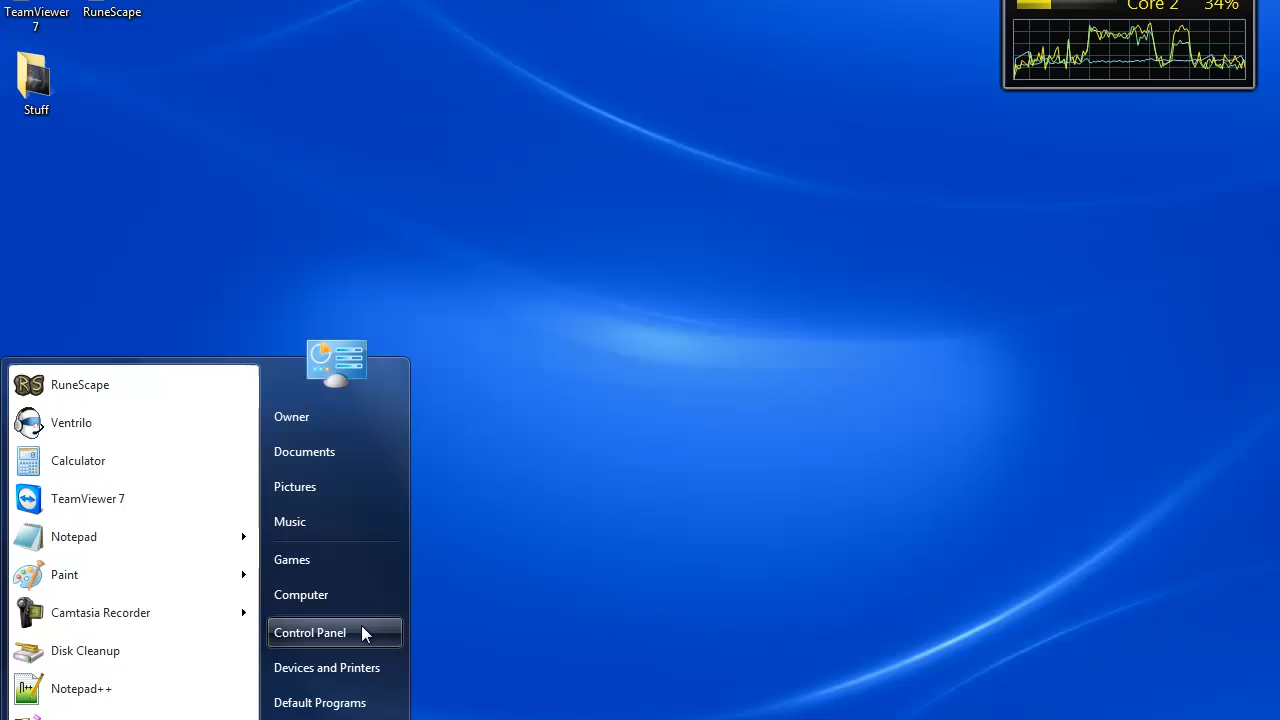 TeamViewer
7
RuneScape
Core 2 34%
Stuff
RuneScape
Ventrilo
Calculator
TeamViewer 7
Notepad
Paint
Camtasia Recorder
Disk Cleanup
Notepad++
Owner
Documents
Pictures
Music
Games
Computer
Control Panel
Devices and Printers
Default Programs